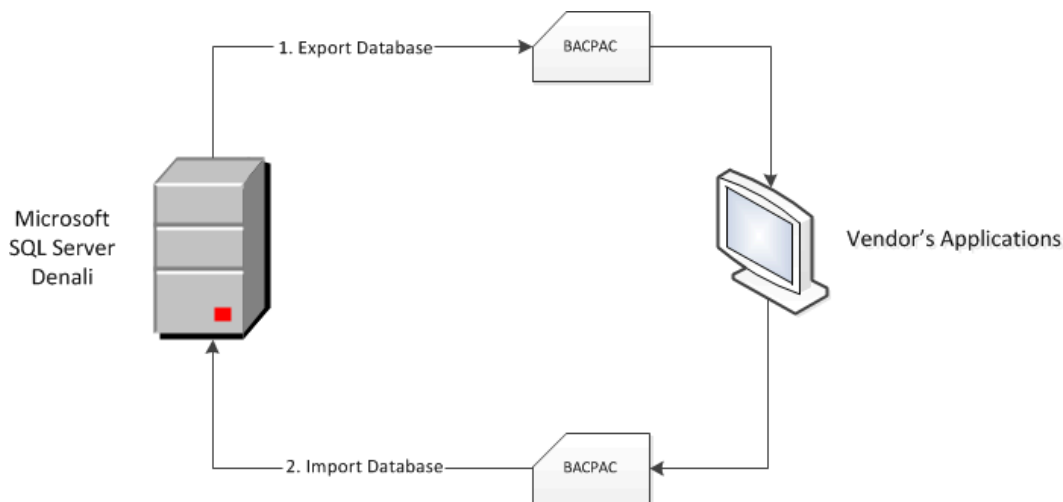 1. Export Database
BACPAC
Microsoft
SQL Server
Denali
Vendor's Applications
2. Import Database
BACPAC